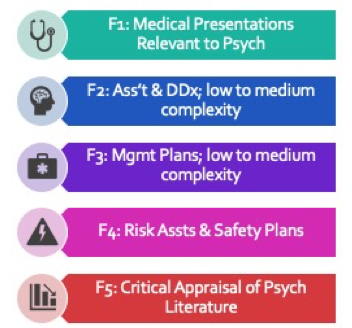 F1: Medical Presentations
Relevant to Psych
F2: Ass't & DDx; low to medium
complexity
F3: Mgmt Plans; low to medium
complexity
F4: Risk Assts & Safety Plans
F5: Critical Appraisal of Psych
Literature